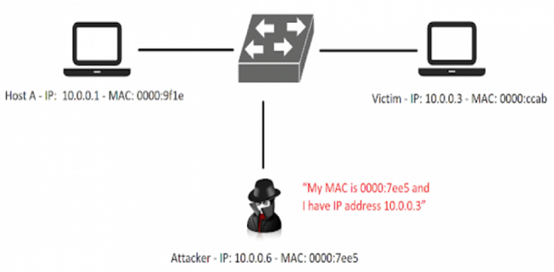 Host A - IP: 10.0.0.1 - MAC: 0000:9f1e
Victim - IP: 10.0.0.3 - MAC: 0000:ccab
“My MAC is 0000:7ee5 and
I have IP address 10.0.0.3”
Attacker - IP: 10.0.0.6 - MAC: 0000:7ee5